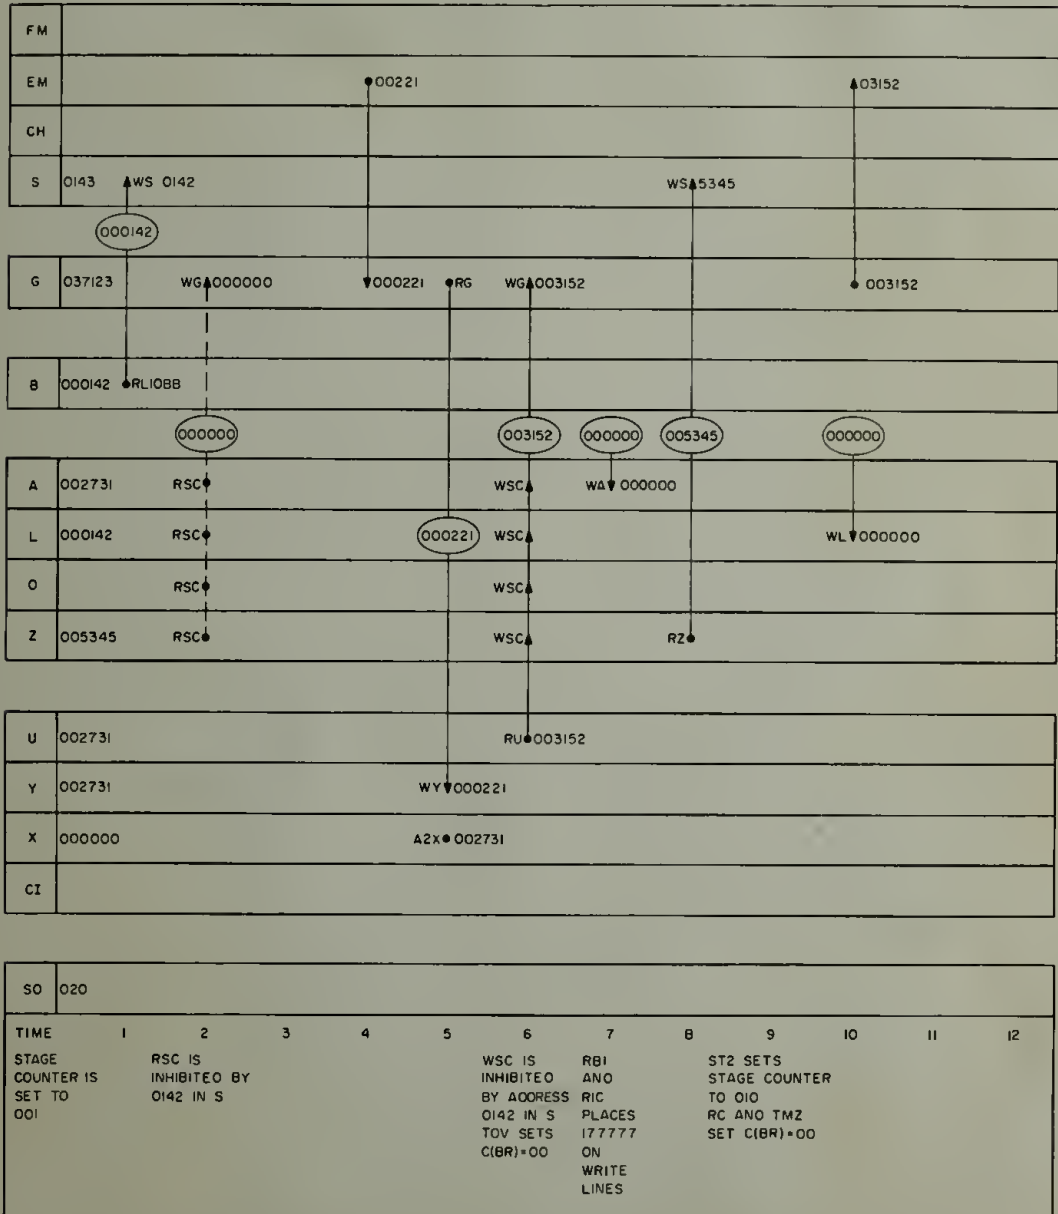 FM
EM 00221 03152
CH
S 0143 WS 0142 WS 5345
000142
G 037123 WG 000000 000221 RG WG 003152 003152
B 000142 RL10BB
000000 003152 000000 005345 000000
A 002731 RSC WSC WA 000000
L 000142 RSC 000221 WSC WL 000000
O RSC WSC
Z 005345 RSC WSC RZ
U 002731 RU 003152
Y 002731 WY 000221
X 000000 A2X 002731
CI
SO 020
TIME 1 2 3 4 5 6 7 8 9 10 11 12
STAGE RSC IS WSC IS RB1 ST2 SETS
COUNTER IS INHIBITED BY INHIBITED AND STAGE COUNTER
SET TO 0142 IN S BY ADDRESS R1C TO 010
001 0142 IN S PLACES RC AND TMZ
TOV SETS 177777 SET C(BR)=00
C(BR)=00 ON
WRITE
LINES